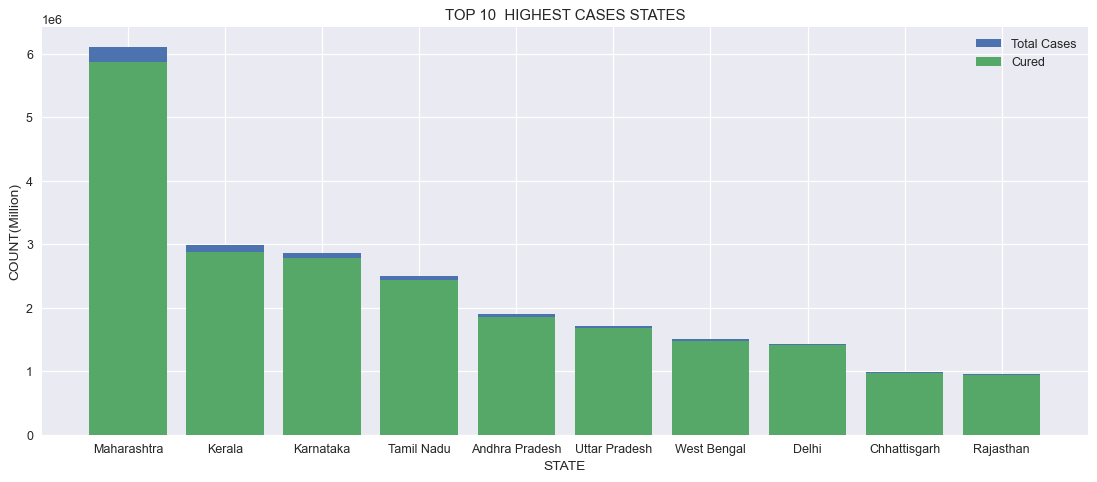 TOP 10  HIGHEST CASES STATES
1e6
Total Cases
Cured
6
5
4
3
2
1
0
COUNT(Million)
Maharashtra Kerala Karnataka Tamil Nadu Andhra Pradesh Uttar Pradesh West Bengal Delhi Chhattisgarh Rajasthan
STATE